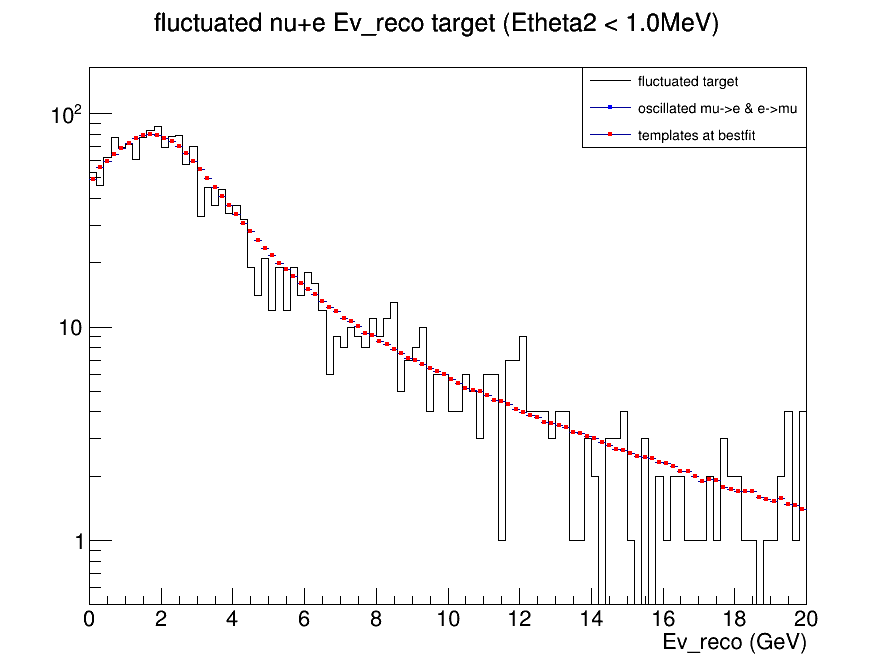 fluctuated nu+e Ev_reco target (Etheta2 < 1.0MeV)
fluctuated target
oscillated mu->e & e->mu
templates at bestfit
10²
10
1
0 2 4 6 8 10 12 14 16 18 20
Ev_reco (GeV)